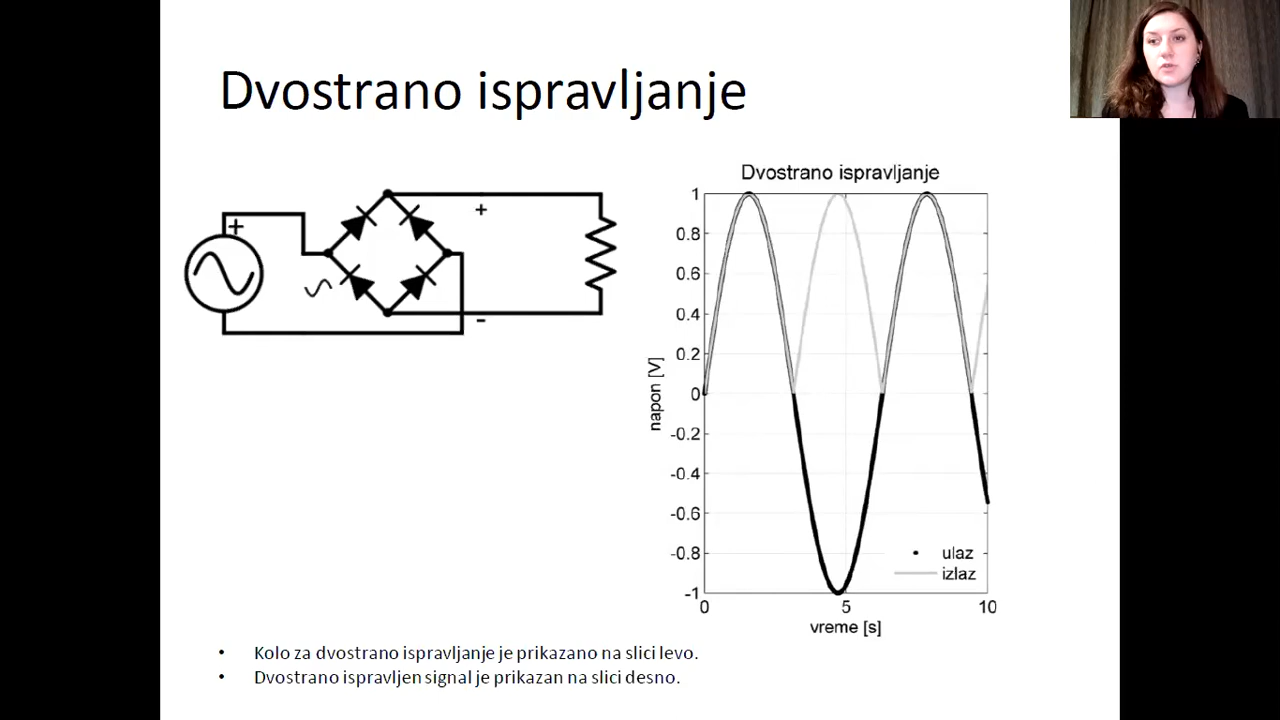 Dvostrano ispravljanje
+
+
-
Dvostrano ispravljanje
1
0.8
0.6
0.4
0.2
0
-0.2
-0.4
-0.6
-0.8
-1
napon [V]
0 5 10
vreme [s]
ulaz
izlaz
• Kolo za dvostrano ispravljanje je prikazano na slici levo.
• Dvostrano ispravljen signal je prikazan na slici desno.